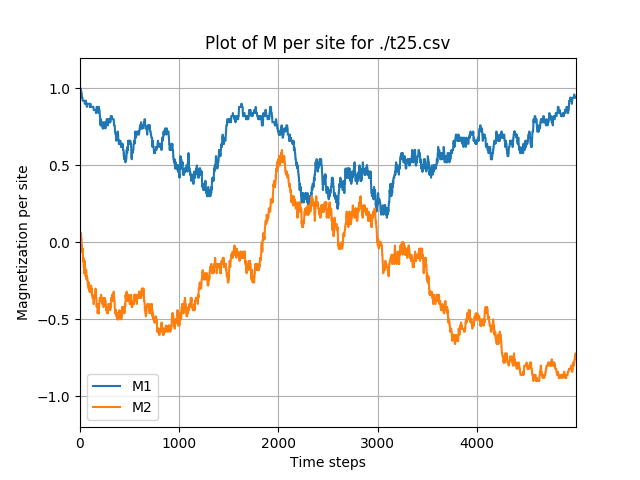 Plot of M per site for ./t25.csv
Magnetization per site
1.0
0.5
0.0
−0.5
−1.0
M1
M2
0 1000 2000 3000 4000
Time steps